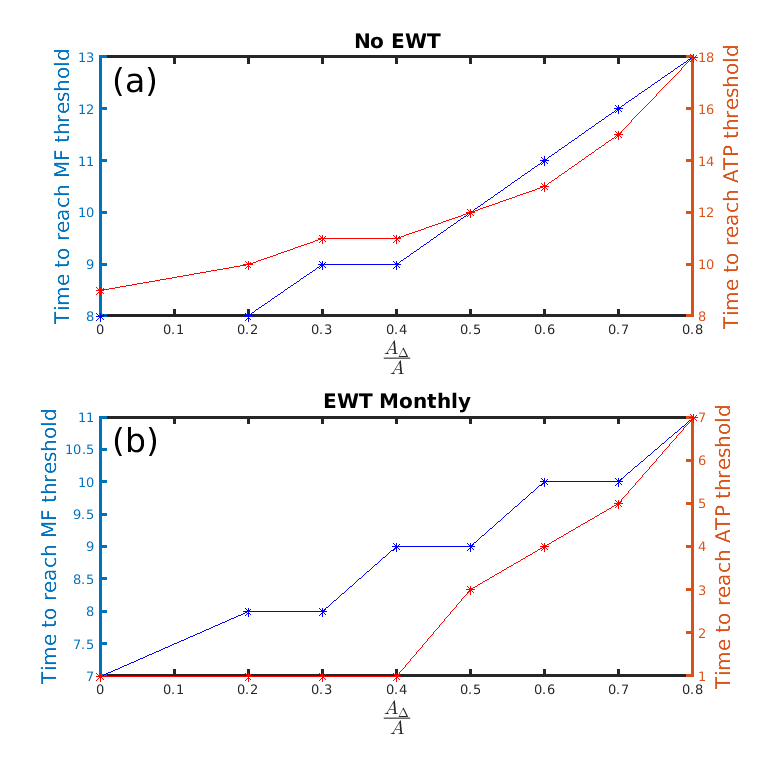 No EWT
(a)
Time to reach MF threshold
13
12
11
10
9
8
Time to reach ATP threshold
18
16
14
12
10
8
0 0.1 0.2 0.3 0.4 0.5 0.6 0.7 0.8
A_Δ
A
EWT Monthly
(b)
Time to reach MF threshold
11
10.5
10
9.5
9
8.5
8
7.5
7
Time to reach ATP threshold
7
6
5
4
3
2
1
0 0.1 0.2 0.3 0.4 0.5 0.6 0.7 0.8
A_Δ
A